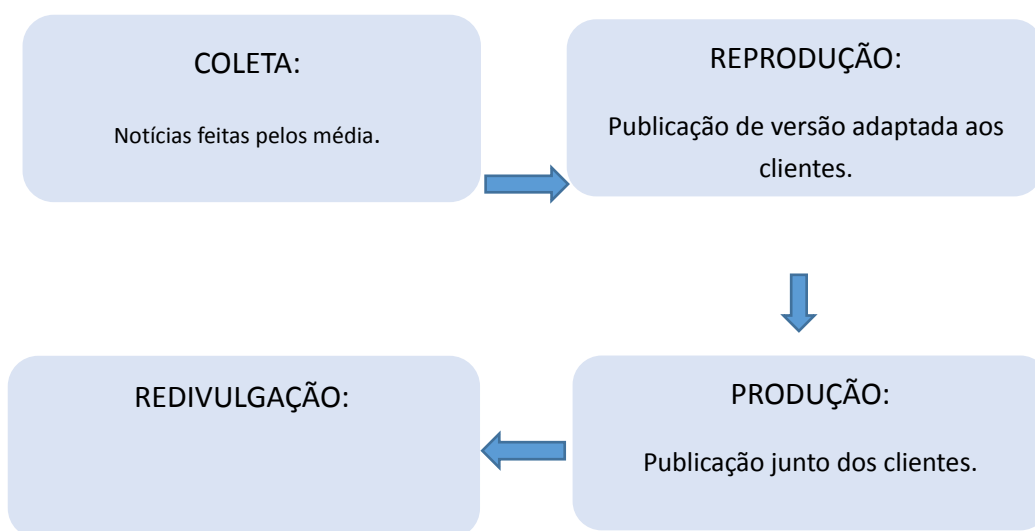 COLETA:
Notícias feitas pelos média.
REPRODUÇÃO:
Publicação de versão adaptada aos
clientes.
PRODUÇÃO:
Publicação junto dos clientes.
REDIVULGAÇÃO: